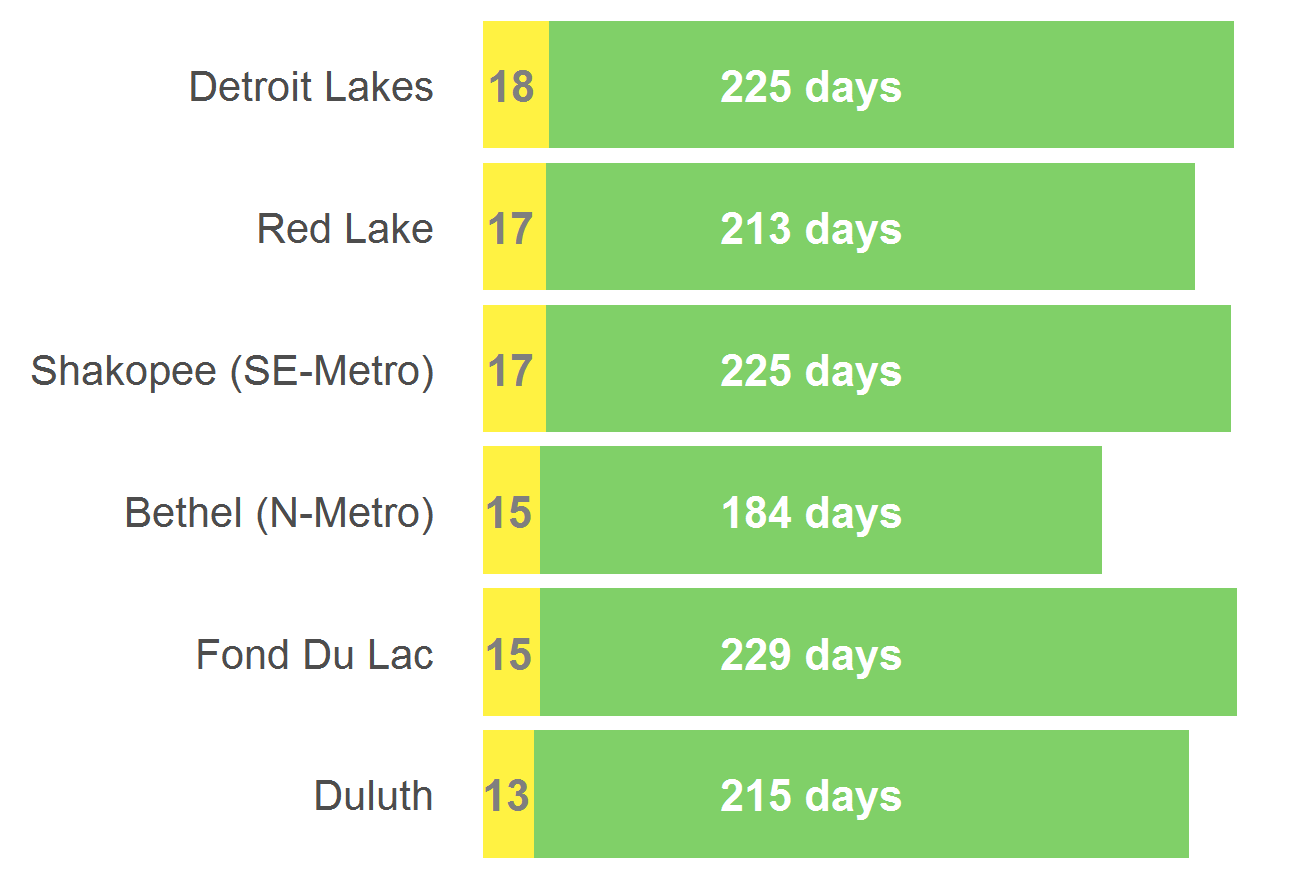 Detroit Lakes 18 225 days
Red Lake 17 213 days
Shakopee (SE-Metro) 17 225 days
Bethel (N-Metro) 15 184 days
Fond Du Lac 15 229 days
Duluth 13 215 days